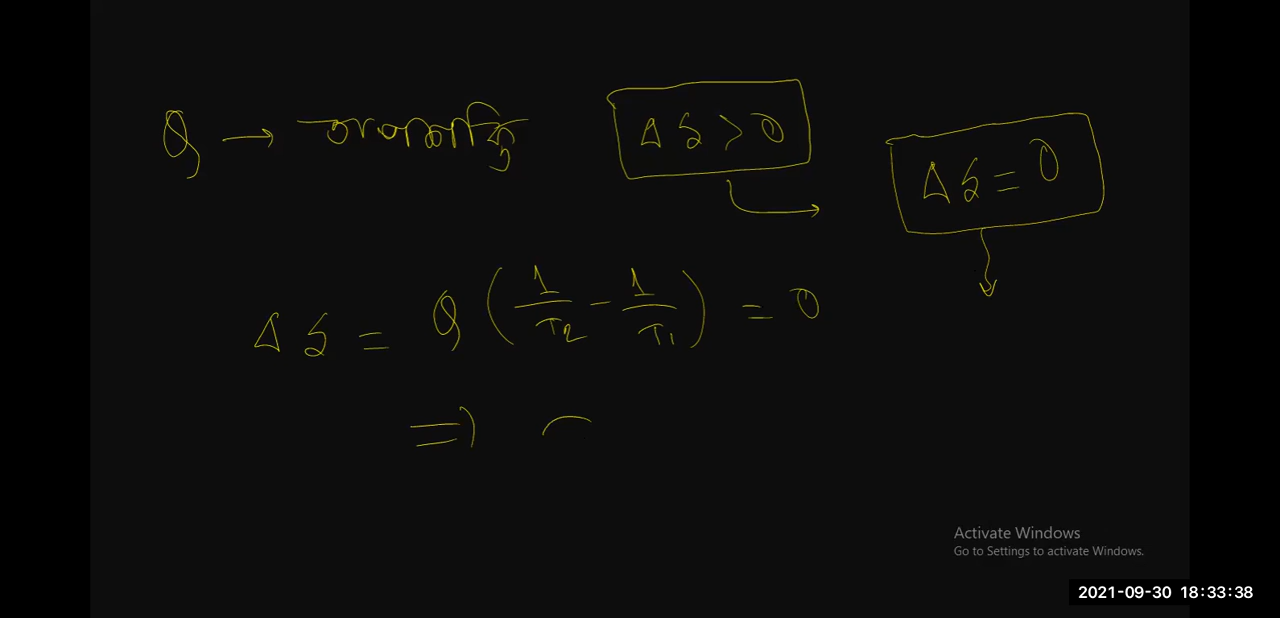 Q → তাপশক্তি ΔS > 0
ΔS = 0
ΔS = Q (1/T2 - 1/T1) = 0
⇒
Activate Windows
Go to Settings to activate Windows.
2021-09-30 18:33:38